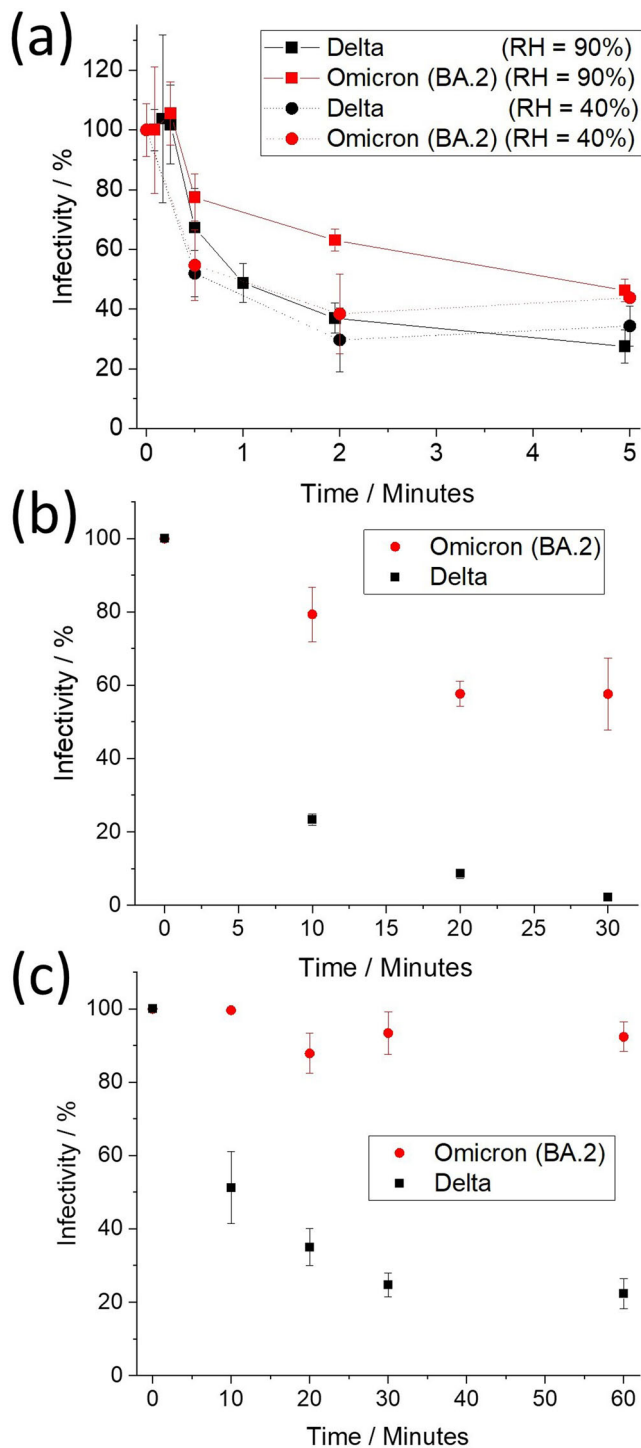 (a)
Delta (RH = 90%)
Omicron (BA.2) (RH = 90%)
Delta (RH = 40%)
Omicron (BA.2) (RH = 40%)
120
100
80
60
40
20
0
Infectivity / %
0 1 2 3 4 5
Time / Minutes
(b)
Omicron (BA.2)
Delta
100
80
60
40
20
0
Infectivity / %
0 5 10 15 20 25 30
Time / Minutes
(c)
100
80
60
40
20
0
Infectivity / %
Omicron (BA.2)
Delta
0 10 20 30 40 50 60
Time / Minutes